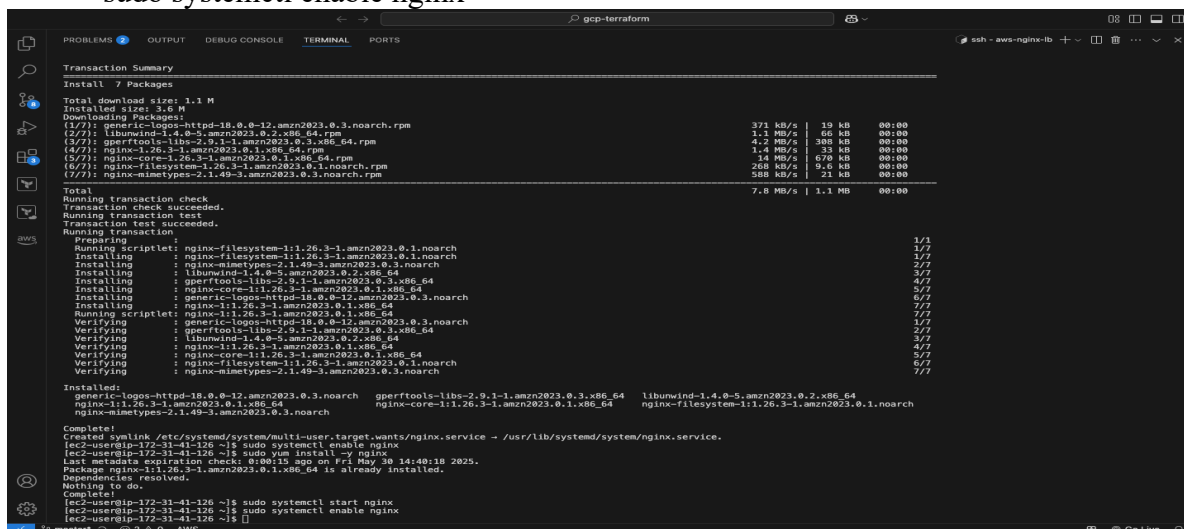 sudo systemctl enable nginx
gcp-terraform
PROBLEMS 2 OUTPUT DEBUG CONSOLE TERMINAL PORTS
ssh - aws-nginx-lb
Transaction Summary
Install 7 Packages
Total download size: 1.1 M
Installed size: 3.6 M
Downloading Packages:
(1/7): generic-logos-httpd-18.0.0-12.amzn2023.0.3.noarch.rpm 371 kB/s | 19 kB 00:00
(2/7): libunwind-1.4.0-5.amzn2023.0.2.x86_64.rpm 1.1 MB/s | 66 kB 00:00
(3/7): gperftools-libs-2.9.1-1.amzn2023.0.3.x86_64.rpm 4.2 MB/s | 308 kB 00:00
(4/7): nginx-1.26.3-1.amzn2023.0.1.x86_64.rpm 1.4 MB/s | 33 kB 00:00
(5/7): nginx-core-1.26.3-1.amzn2023.0.1.x86_64.rpm 14 MB/s | 670 kB 00:00
(6/7): nginx-filesystem-1.26.3-1.amzn2023.0.1.noarch.rpm 268 kB/s | 9.6 kB 00:00
(7/7): nginx-mimetypes-2.1.49-3.amzn2023.0.3.noarch.rpm 588 kB/s | 21 kB 00:00
Total 7.8 MB/s | 1.1 MB 00:00
Running transaction check
Transaction check succeeded.
Running transaction test
Transaction test succeeded.
Running transaction
Preparing : 1/1
Running scriptlet: nginx-filesystem-1:1.26.3-1.amzn2023.0.1.noarch 1/7
Installing : nginx-filesystem-1:1.26.3-1.amzn2023.0.1.noarch 1/7
Installing : nginx-mimetypes-2.1.49-3.amzn2023.0.3.noarch 2/7
Installing : libunwind-1.4.0-5.amzn2023.0.2.x86_64 3/7
Installing : gperftools-libs-2.9.1-1.amzn2023.0.3.x86_64 4/7
Installing : nginx-core-1:1.26.3-1.amzn2023.0.1.x86_64 5/7
Installing : generic-logos-httpd-18.0.0-12.amzn2023.0.3.noarch 6/7
Installing : nginx-1:1.26.3-1.amzn2023.0.1.x86_64 7/7
Running scriptlet: nginx-1:1.26.3-1.amzn2023.0.1.x86_64 7/7
Verifying : generic-logos-httpd-18.0.0-12.amzn2023.0.3.noarch 1/7
Verifying : gperftools-libs-2.9.1-1.amzn2023.0.3.x86_64 2/7
Verifying : libunwind-1.4.0-5.amzn2023.0.2.x86_64 3/7
Verifying : nginx-1:1.26.3-1.amzn2023.0.1.x86_64 4/7
Verifying : nginx-core-1:1.26.3-1.amzn2023.0.1.x86_64 5/7
Verifying : nginx-filesystem-1:1.26.3-1.amzn2023.0.1.noarch 6/7
Verifying : nginx-mimetypes-2.1.49-3.amzn2023.0.3.noarch 7/7
Installed:
generic-logos-httpd-18.0.0-12.amzn2023.0.3.noarch gperftools-libs-2.9.1-1.amzn2023.0.3.x86_64 libunwind-1.4.0-5.amzn2023.0.2.x86_64
nginx-1:1.26.3-1.amzn2023.0.1.x86_64 nginx-core-1:1.26.3-1.amzn2023.0.1.x86_64 nginx-filesystem-1:1.26.3-1.amzn2023.0.1.noarch
nginx-mimetypes-2.1.49-3.amzn2023.0.3.noarch
Complete!
Created symlink /etc/systemd/system/multi-user.target.wants/nginx.service → /usr/lib/systemd/system/nginx.service.
[ec2-user@ip-172-31-41-126 ~]$ sudo systemctl enable nginx
[ec2-user@ip-172-31-41-126 ~]$ sudo yum install -y nginx
Last metadata expiration check: 0:00:15 ago on Fri May 30 14:40:18 2025.
Package nginx-1:1.26.3-1.amzn2023.0.1.x86_64 is already installed.
Dependencies resolved.
Nothing to do.
Complete!
[ec2-user@ip-172-31-41-126 ~]$ sudo systemctl start nginx
[ec2-user@ip-172-31-41-126 ~]$ sudo systemctl enable nginx
[ec2-user@ip-172-31-41-126 ~]$
aws